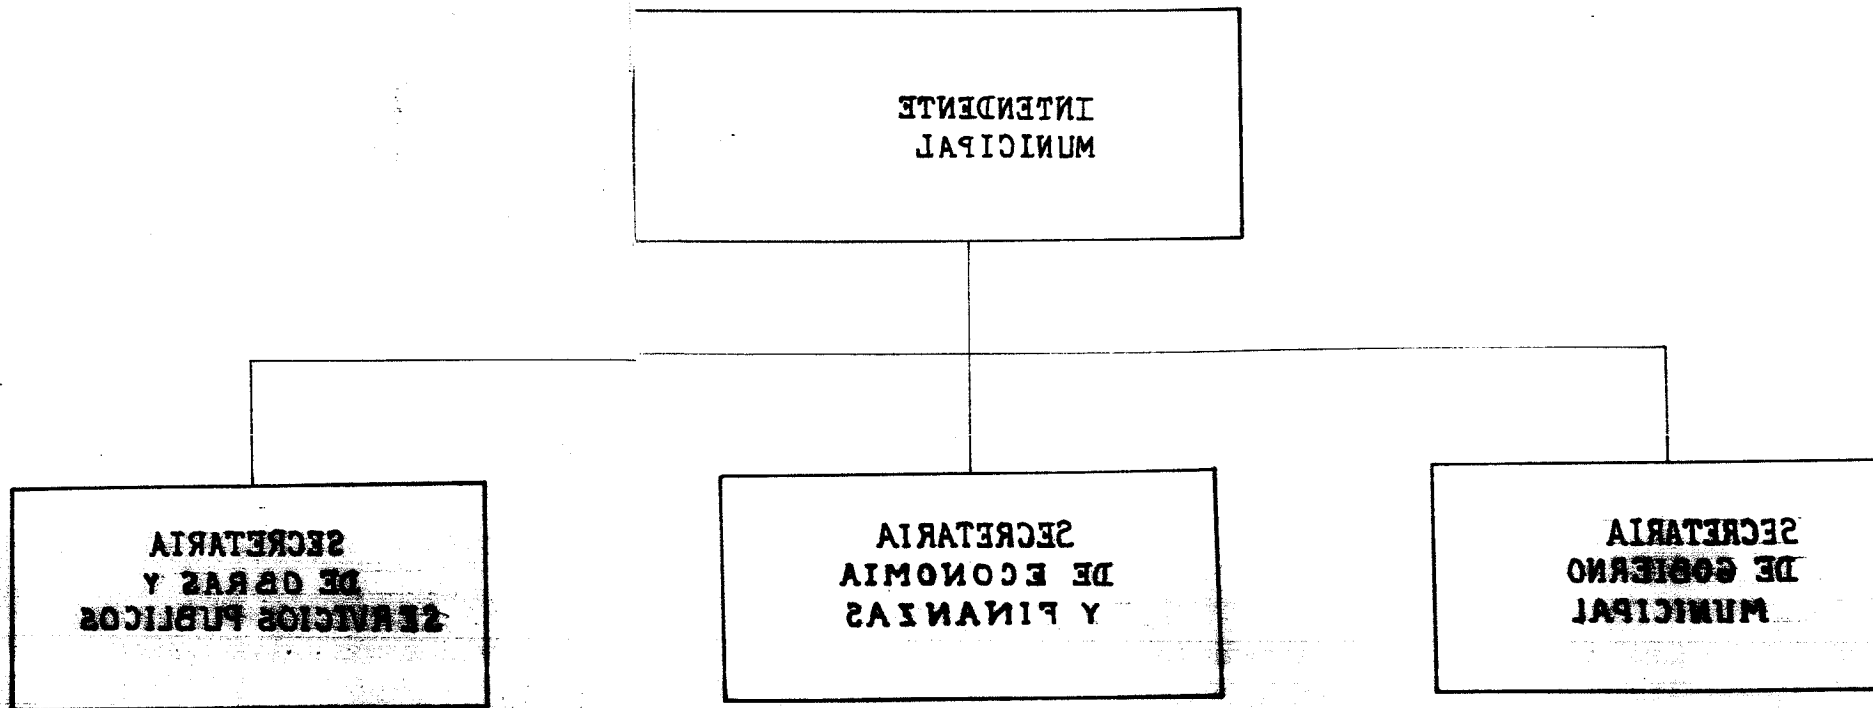 INTENDENTE
MUNICIPAL
SECRETARIA
DE GOBIERNO
MUNICIPAL
SECRETARIA
DE ECONOMIA
Y FINANZAS
SECRETARIA
DE OBRAS Y
SERVICIOS PUBLICOS